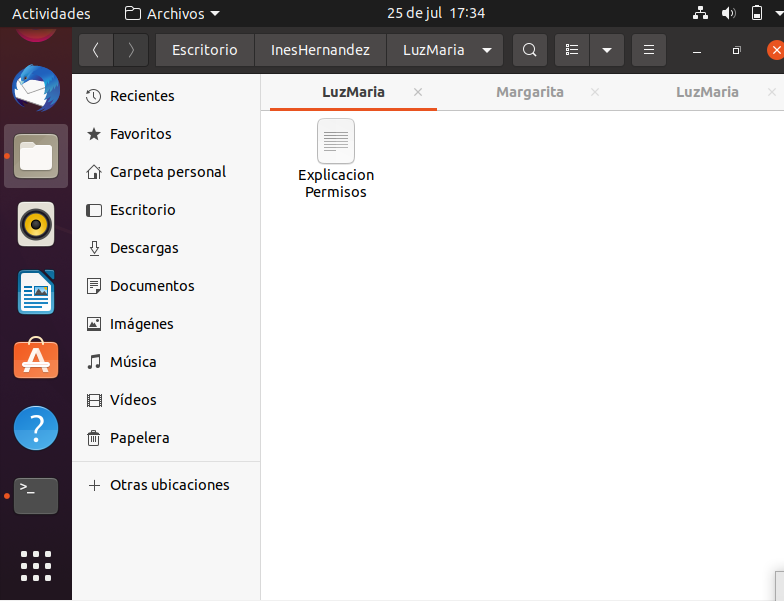 Actividades
Archivos
25 de jul 17:34
Escritorio
InesHernandez
LuzMaria
Recientes
Favoritos
Carpeta personal
Escritorio
Descargas
Documentos
Imágenes
Música
Vídeos
Papelera
Otras ubicaciones
LuzMaria
Margarita
LuzMaria
Explicacion
Permisos
>_
?